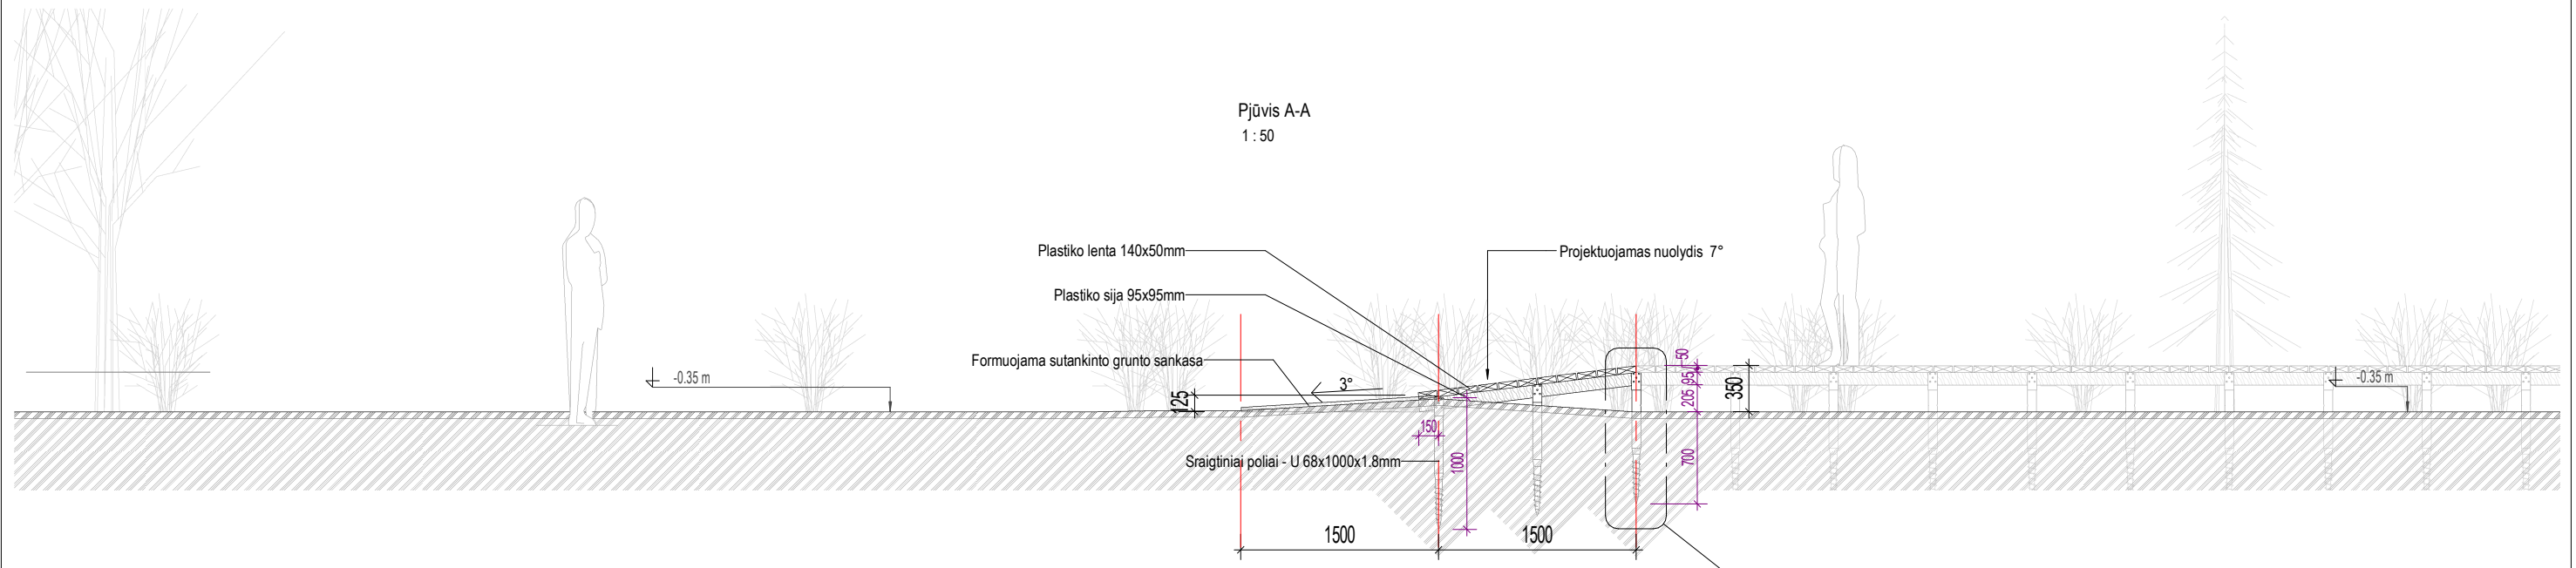 Pjūvis A-A
1 : 50
Plastiko lenta 140x50mm
Projektuojamas nuolydis 7°
Plastiko sija 95x95mm
Formuojama sutankinto grunto sankasa
-0.35 m
3°
125
50
95
205
350
-0.35 m
150
Sraigtiniai poliai - U 68x1000x1.8mm
1000
700
1500
1500